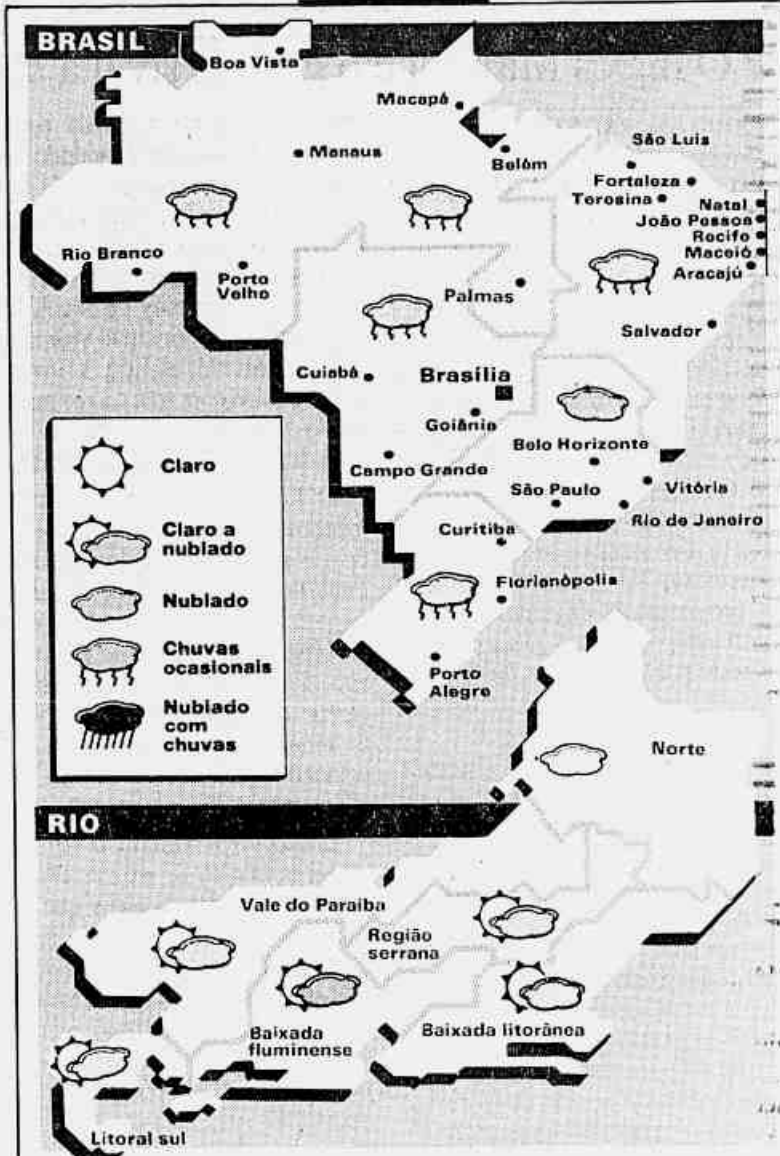 BRASIL
Boa Vista
Macapá
Manaus
Belém
São Luis
Fortaleza
Teresina
Natal
João Pessoa
Recife
Maceió
Aracajú
Rio Branco
Porto
Velho
Palmas
Salvador
Cuiabá
Brasília
Goiânia
Belo Horizonte
Campo Grande
São Paulo
Vitória
Rio de Janeiro
Curitiba
Florianópolis
Porto
Alegre
Claro
Claro a
nublado
Nublado
Chuvas
ocasionais
Nublado
com
chuvas
Norte
RIO
Vale do Paraiba
Região
serrana
Baixada
fluminense
Baixada litorânea
Litoral sul